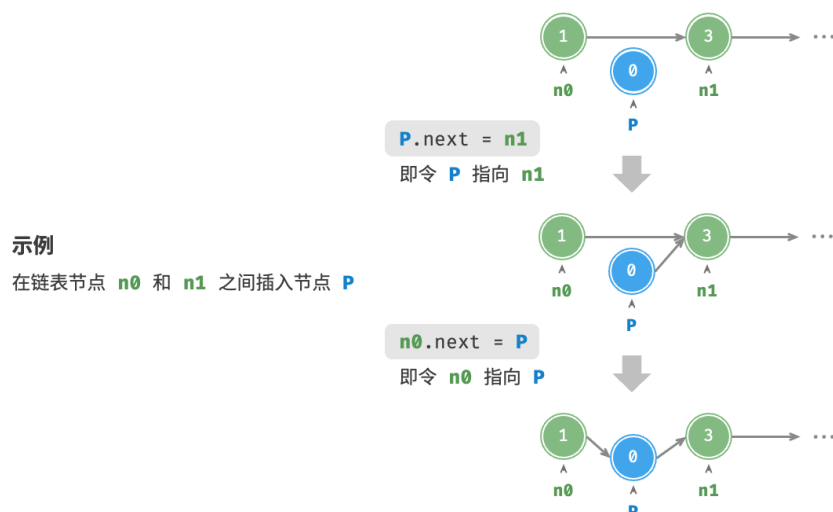 1 3 ...
0
n0 n1
P
P.next = n1
即令 P 指向 n1
示例
在链表节点 n0 和 n1 之间插入节点 P
1 3 ...
0
n0 n1
P
n0.next = P
即令 n0 指向 P
1 3 ...
0
n0 n1
P